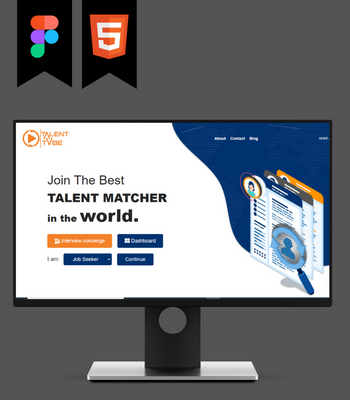 5
TALENT
TVBE
About Contact Blog
Join The Best
TALENT MATCHER
in the world.
Interview concierge Dashboard
I am Job Seeker Continue